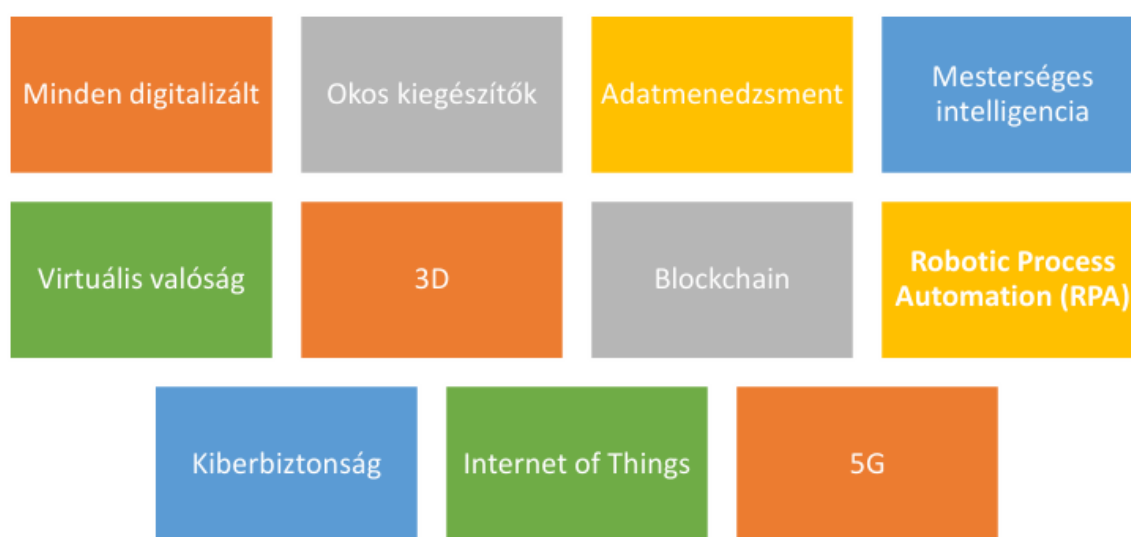 Minden digitalizált
Okos kiegészítők
Adatmenedzsment
Mesterséges
intelligencia
Virtuális valóság
3D
Blockchain
Robotic Process
Automation (RPA)
Kiberbiztonság
Internet of Things
5G